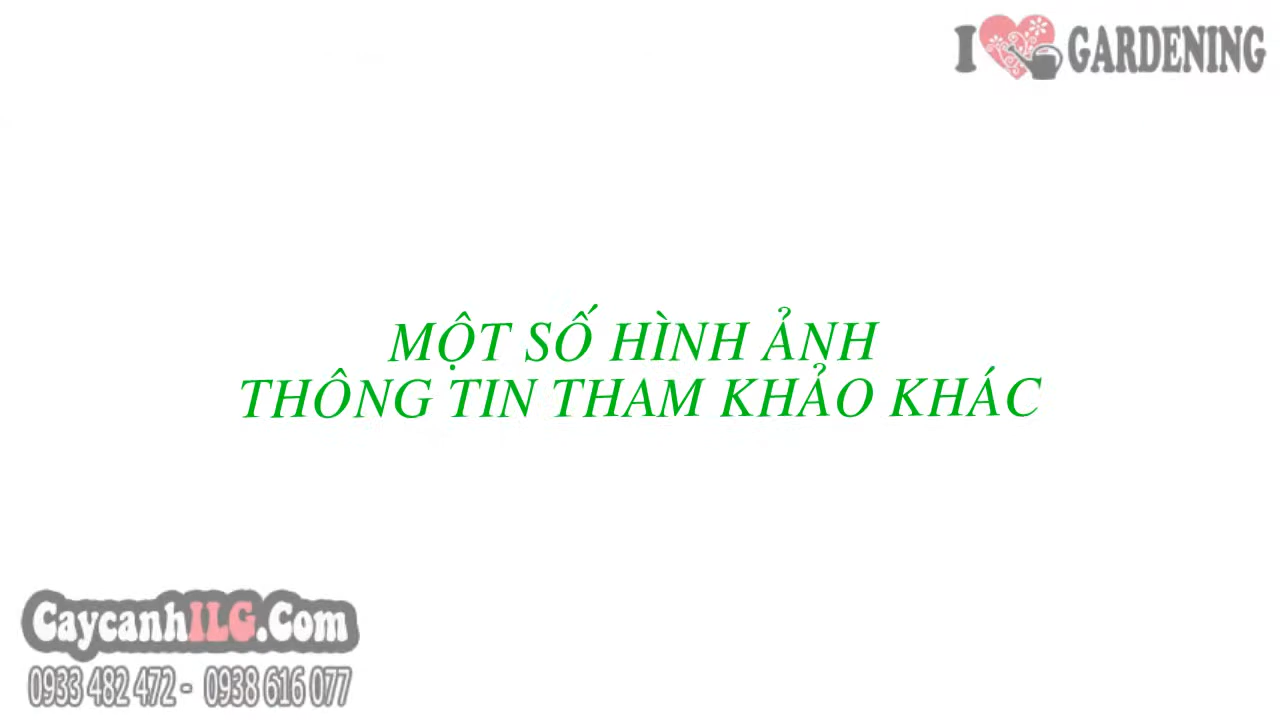 I GARDENING
MỘT SỐ HÌNH ẢNH
THÔNG TIN THAM KHẢO KHÁC
CaycanhILG.Com
0933 482 472 - 0938 616 077